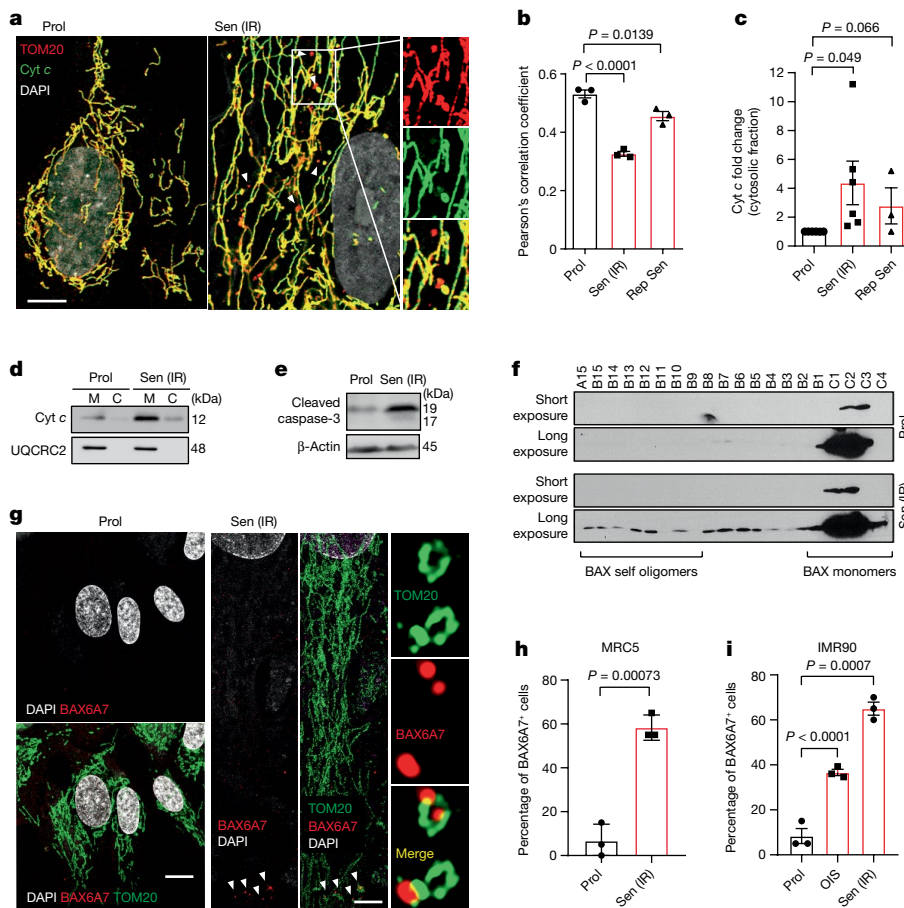 a
Prol
Sen (IR)
TOM20
Cyt c
DAPI
b
P = 0.0139
P < 0.0001
Pearson's correlation coefficient
0.6
0.4
0.2
0
Prol
Sen (IR)
Rep Sen
c
P = 0.066
P = 0.049
Cyt c fold change
(cytosolic fraction)
12
10
8
6
4
2
0
Prol
Sen (IR)
Rep Sen
d
Prol Sen (IR)
M C M C (kDa)
Cyt c 12
UQCRC2 48
e
Prol Sen (IR)
(kDa)
Cleaved
caspase-3
19
17
β-Actin 45
f
A15 B15 B14 B13 B12 B11 B10 B9 B8 B7 B6 B5 B4 B3 B2 B1 C1 C2 C3 C4
Short
exposure
Long
exposure
Prol
Short
exposure
Long
exposure
Sen (IR)
BAX self oligomers
BAX monomers
g
Prol
Sen (IR)
DAPI BAX6A7
DAPI BAX6A7 TOM20
BAX6A7
DAPI
TOM20
BAX6A7
DAPI
TOM20
BAX6A7
Merge
h
MRC5
P = 0.00073
Percentage of BAX6A7+ cells
80
60
40
20
0
Prol
Sen (IR)
i
IMR90
P = 0.0007
P < 0.0001
Percentage of BAX6A7+ cells
80
60
40
20
0
Prol
OIS
Sen (IR)